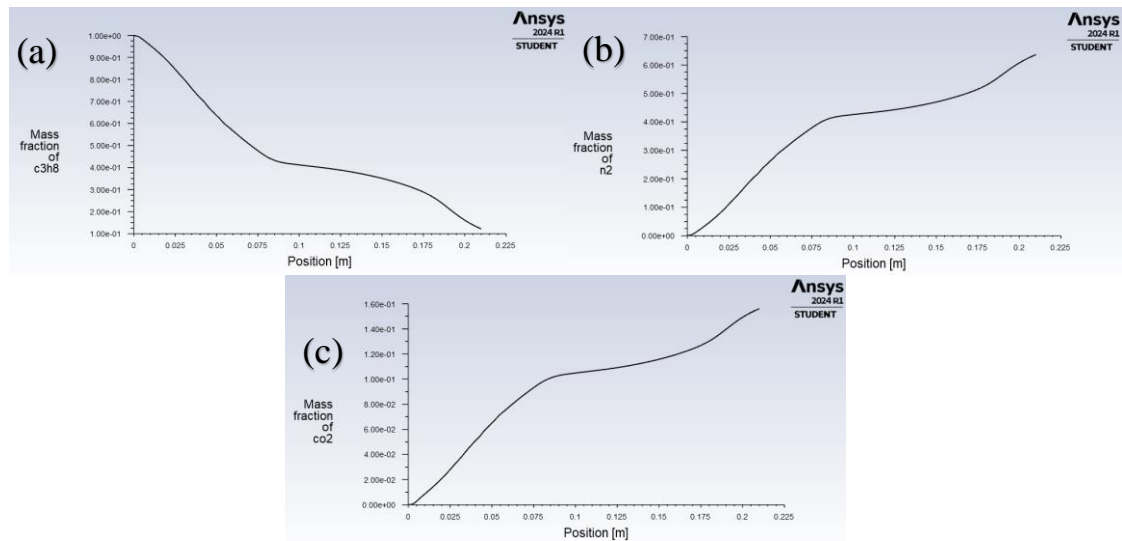 (a)
Ansys
2024 R1
STUDENT
1.00e+00
9.00e-01
8.00e-01
7.00e-01
6.00e-01
5.00e-01
4.00e-01
3.00e-01
2.00e-01
1.00e-01
Mass
fraction
of
c3h8
0 0.025 0.05 0.075 0.1 0.125 0.15 0.175 0.2 0.225
Position [m]
(b)
Ansys
2024 R1
STUDENT
7.00e-01
6.00e-01
5.00e-01
4.00e-01
3.00e-01
2.00e-01
1.00e-01
0.00e+00
Mass
fraction
of
n2
0 0.025 0.05 0.075 0.1 0.125 0.15 0.175 0.2 0.225
Position [m]
(c)
Ansys
2024 R1
STUDENT
1.60e-01
1.40e-01
1.20e-01
1.00e-01
8.00e-02
6.00e-02
4.00e-02
2.00e-02
0.00e+00
Mass
fraction
of
co2
0 0.025 0.05 0.075 0.1 0.125 0.15 0.175 0.2 0.225
Position [m]